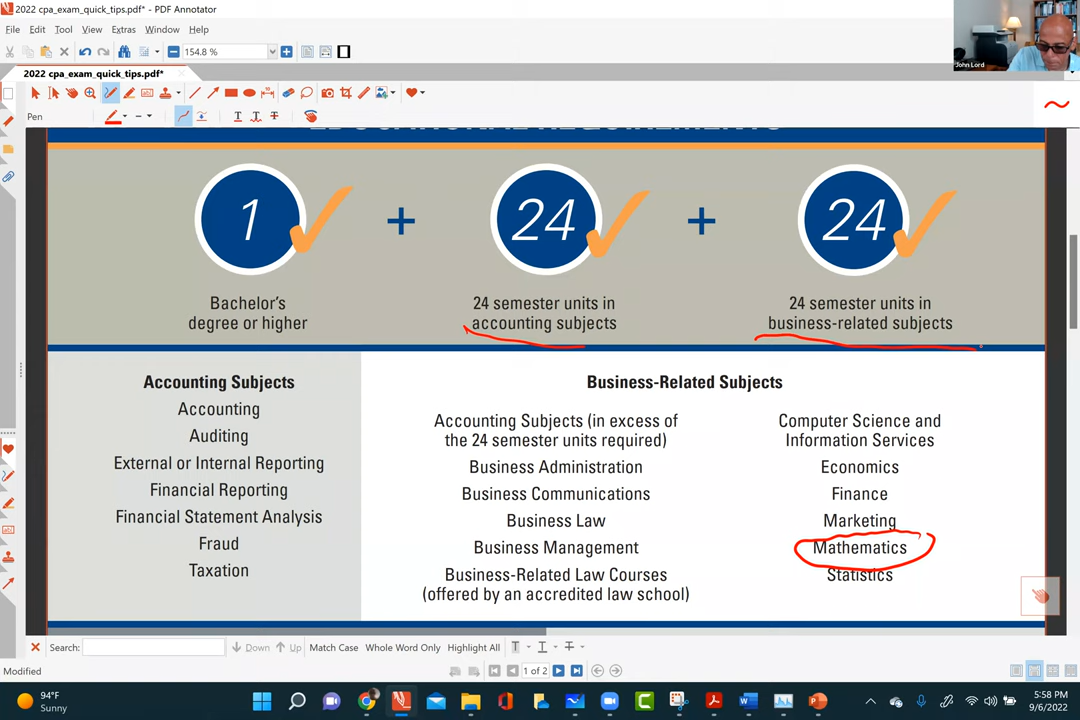 2022 cpa_exam_quick_tips.pdf* - PDF Annotator
File Edit Tool View Extras Window Help
154.8 %
John Lord
2022 cpa_exam_quick_tips.pdf*
Pen
EDUCATIONAL REQUIREMENTS
1 + 24 + 24
Bachelor's
degree or higher
24 semester units in
accounting subjects
24 semester units in
business-related subjects
Accounting Subjects
Accounting
Auditing
External or Internal Reporting
Financial Reporting
Financial Statement Analysis
Fraud
Taxation
Business-Related Subjects
Accounting Subjects (in excess of
the 24 semester units required)
Business Administration
Business Communications
Business Law
Business Management
Business-Related Law Courses
(offered by an accredited law school)
Computer Science and
Information Services
Economics
Finance
Marketing
Mathematics
Statistics
Search: Down Up Match Case Whole Word Only Highlight All
Modified
1 of 2
94°F
Sunny
5:58 PM
9/6/2022